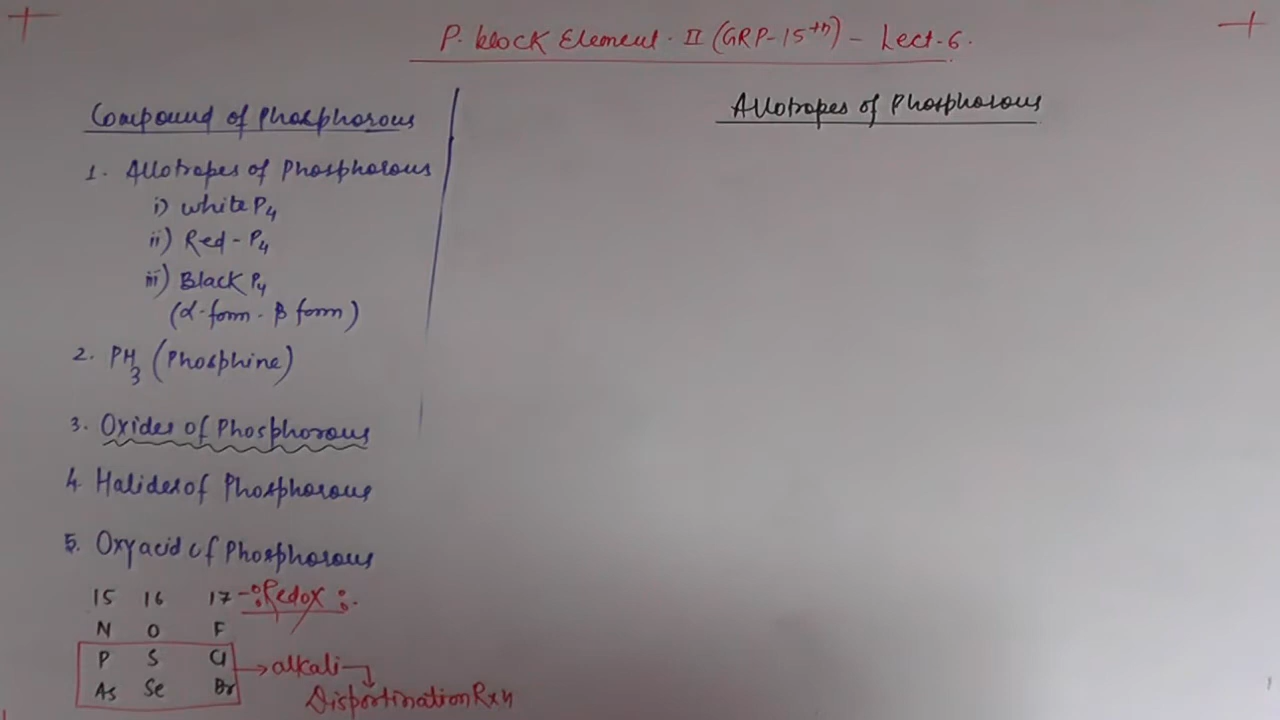 P-block Element-II (GRP-15th) - Lect-6.
Compound of Phosphorous
1. Allotropes of Phosphorous
i) white P4
ii) Red-P4
iii) Black P4
(α-form - β form)
2. PH3 (Phosphine)
3. Oxides of Phosphorous
4. Halides of Phosphorous
5. Oxyacid of Phosphorous
15 16 17 -:Redox:-
N O F
P S Cl → alkali
As Se Br
Disportination Rxn
Allotropes of Phosphorous